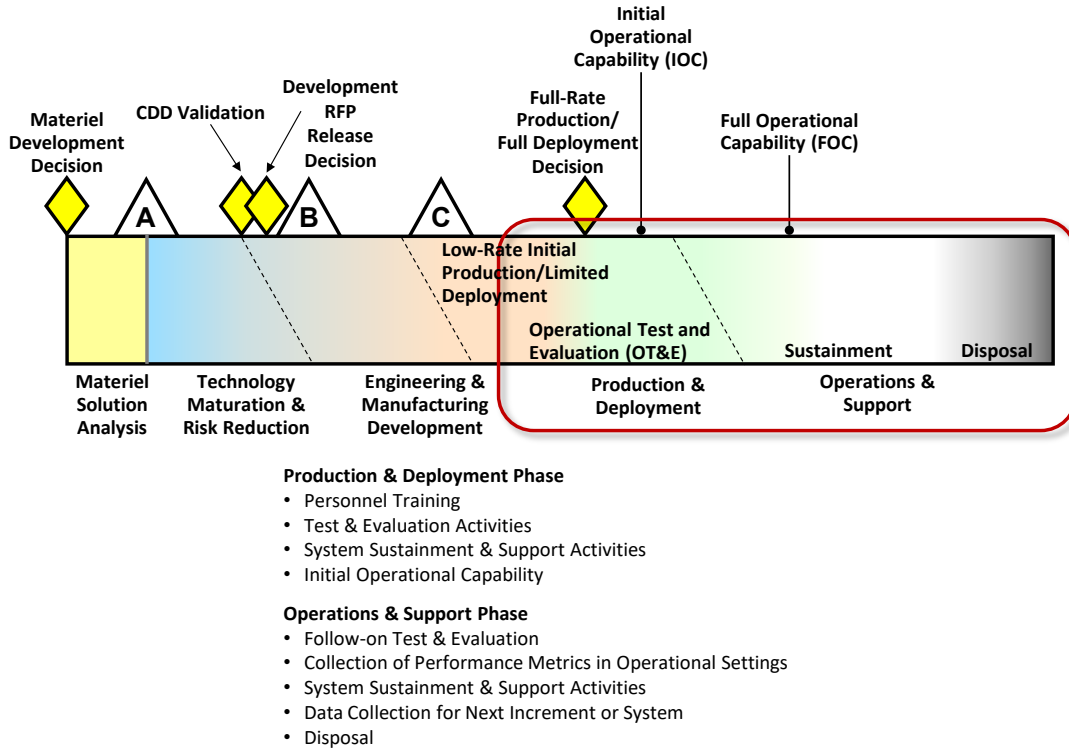 Initial
Operational
Capability (IOC)
Development
RFP
Release
Decision
CDD Validation
Materiel
Development
Decision
Full-Rate
Production/
Full Deployment
Decision
Full Operational
Capability (FOC)
A
B
C
Low-Rate Initial
Production/Limited
Deployment
Operational Test and
Evaluation (OT&E)
Sustainment
Disposal
Materiel
Solution
Analysis
Technology
Maturation &
Risk Reduction
Engineering &
Manufacturing
Development
Production &
Deployment
Operations &
Support
Production & Deployment Phase
• Personnel Training
• Test & Evaluation Activities
• System Sustainment & Support Activities
• Initial Operational Capability
Operations & Support Phase
• Follow-on Test & Evaluation
• Collection of Performance Metrics in Operational Settings
• System Sustainment & Support Activities
• Data Collection for Next Increment or System
• Disposal